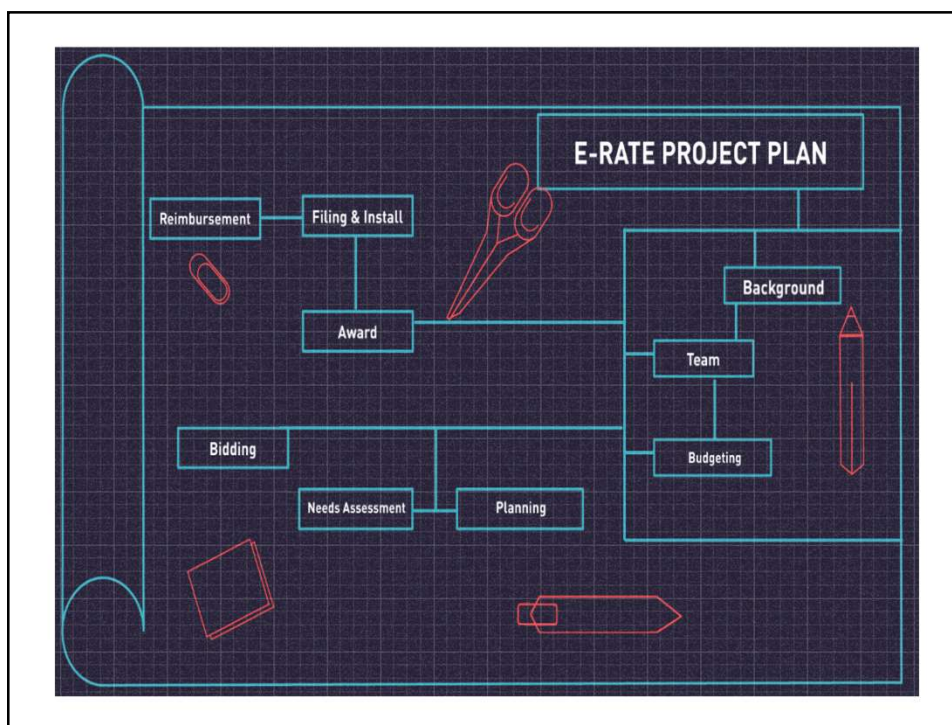 E-RATE PROJECT PLAN
Reimbursement
Filing & Install
Background
Award
Team
Bidding
Budgeting
Needs Assessment
Planning